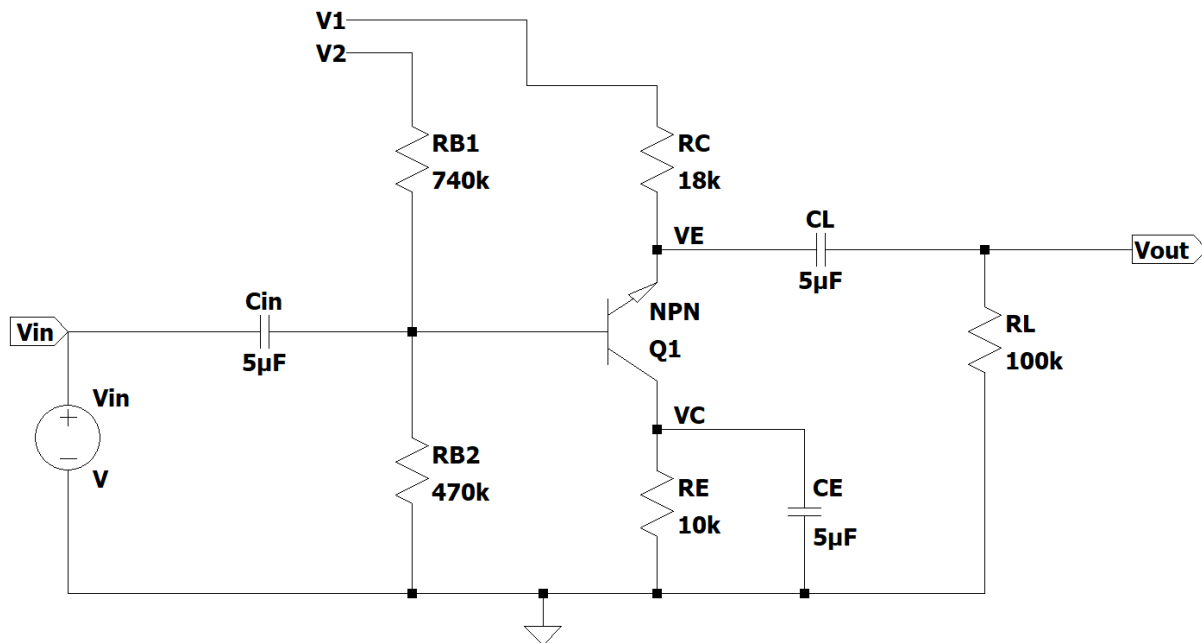 V1
V2
RB1
740k
RC
18k
VE
CL
5µF
Vout
Cin
5µF
Vin
NPN
Q1
RL
100k
Vin
V
VC
RB2
470k
RE
10k
CE
5µF